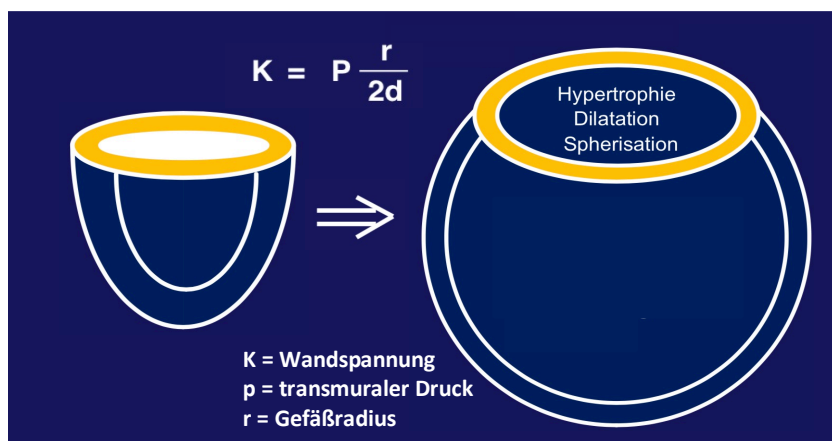 K = P r
2d
Hypertrophie
Dilatation
Spherisation
K = Wandspannung
p = transmuraler Druck
r = Gefäßradius